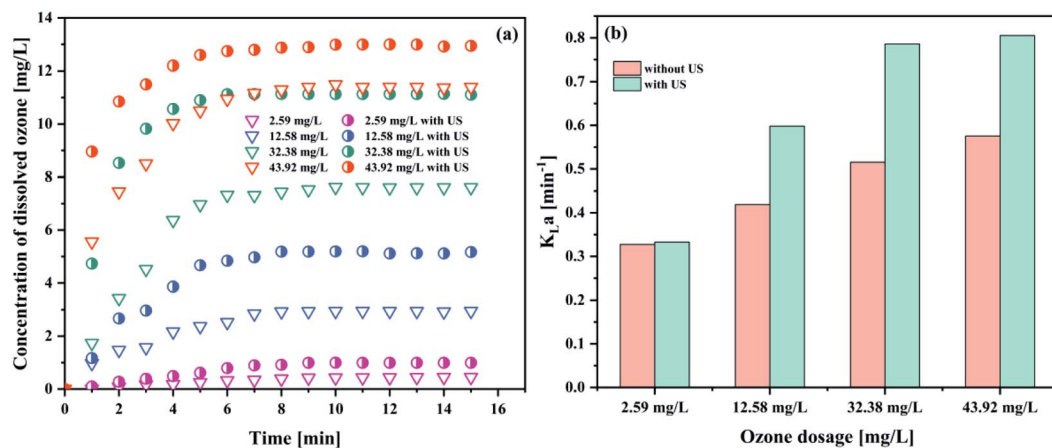 (a)
Concentration of dissolved ozone [mg/L]
14
12
10
8
6
4
2
0
2.59 mg/L
12.58 mg/L
32.38 mg/L
43.92 mg/L
2.59 mg/L with US
12.58 mg/L with US
32.38 mg/L with US
43.92 mg/L with US
0 2 4 6 8 10 12 14 16
Time [min]
(b)
K_La [min⁻¹]
0.8
0.7
0.6
0.5
0.4
0.3
0.2
0.1
0.0
without US
with US
2.59 mg/L 12.58 mg/L 32.38 mg/L 43.92 mg/L
Ozone dosage [mg/L]